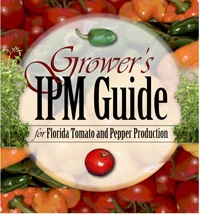 Grower's
IPM Guide
for Florida Tomato and Pepper Production